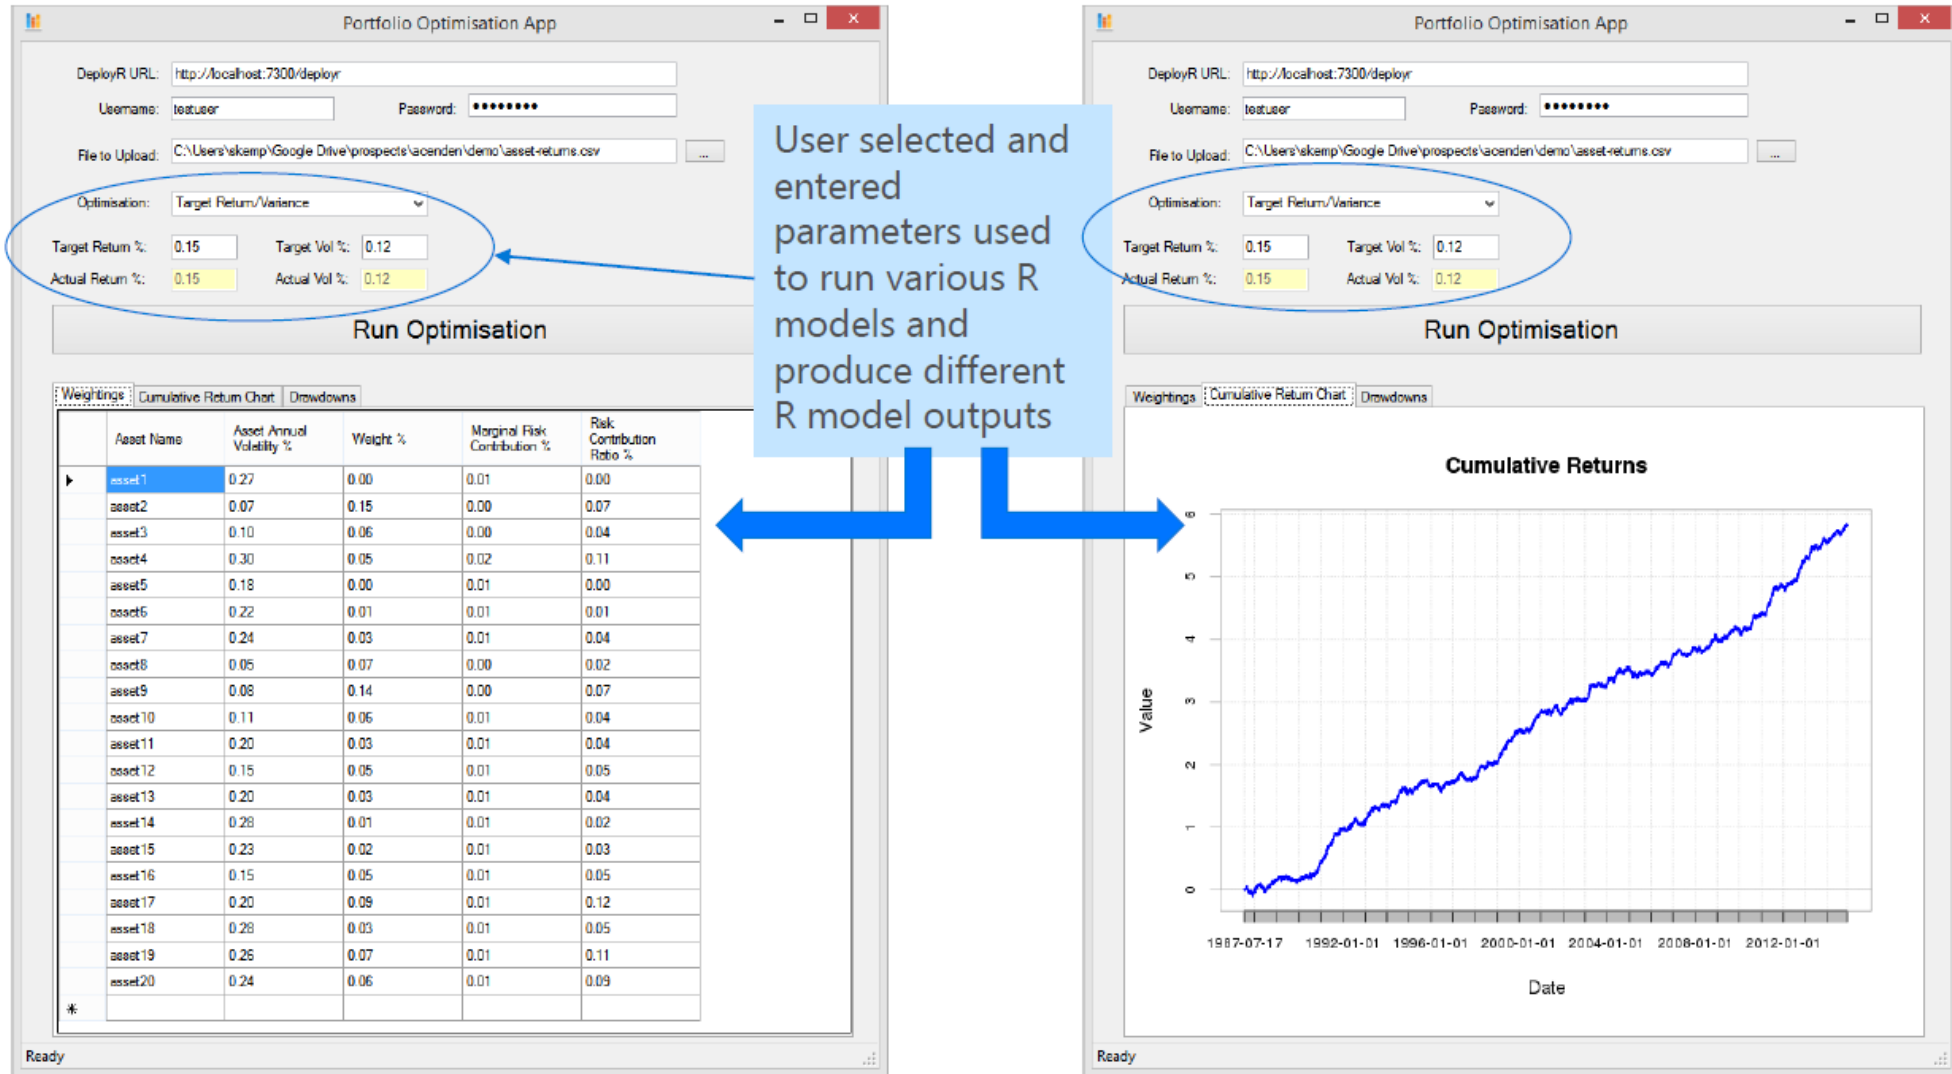 Portfolio Optimisation App
DeployR URL: http://localhost:7300/deployr
Username: testuser Password: ●●●●●●●●
File to Upload: C:\Users\skemp\Google Drive\prospects\acenden\demo\asset-returns.csv ...
Optimisation: Target Return/Variance
Target Return %: 0.15 Target Vol %: 0.12
Actual Return %: 0.15 Actual Vol %: 0.12
Run Optimisation
Weightings Cumulative Return Chart Drawdowns
Asset Name Asset Annual Volatility % Weight % Marginal Risk Contribution % Risk Contribution Ratio %
asset1 0.27 0.00 0.01 0.00
asset2 0.07 0.15 0.00 0.07
asset3 0.10 0.06 0.00 0.04
asset4 0.30 0.05 0.02 0.11
asset5 0.18 0.00 0.01 0.00
asset6 0.22 0.01 0.01 0.01
asset7 0.24 0.03 0.01 0.04
asset8 0.05 0.07 0.00 0.02
asset9 0.08 0.14 0.00 0.07
asset10 0.11 0.06 0.01 0.04
asset11 0.20 0.03 0.01 0.04
asset12 0.15 0.05 0.01 0.05
asset13 0.20 0.03 0.01 0.04
asset14 0.28 0.01 0.01 0.02
asset15 0.23 0.02 0.01 0.03
asset16 0.15 0.05 0.01 0.05
asset17 0.20 0.09 0.01 0.12
asset18 0.28 0.03 0.01 0.05
asset19 0.26 0.07 0.01 0.11
asset20 0.24 0.06 0.01 0.09
Ready
User selected and
entered
parameters used
to run various R
models and
produce different
R model outputs
Portfolio Optimisation App
DeployR URL: http://localhost:7300/deployr
Username: testuser Password: ●●●●●●●●
File to Upload: C:\Users\skemp\Google Drive\prospects\acenden\demo\asset-returns.csv ...
Optimisation: Target Return/Variance
Target Return %: 0.15 Target Vol %: 0.12
Actual Return %: 0.15 Actual Vol %: 0.12
Run Optimisation
Weightings Cumulative Return Chart Drawdowns
Cumulative Returns
Value
6
5
4
3
2
1
0
1987-07-17 1992-01-01 1996-01-01 2000-01-01 2004-01-01 2008-01-01 2012-01-01
Date
Ready